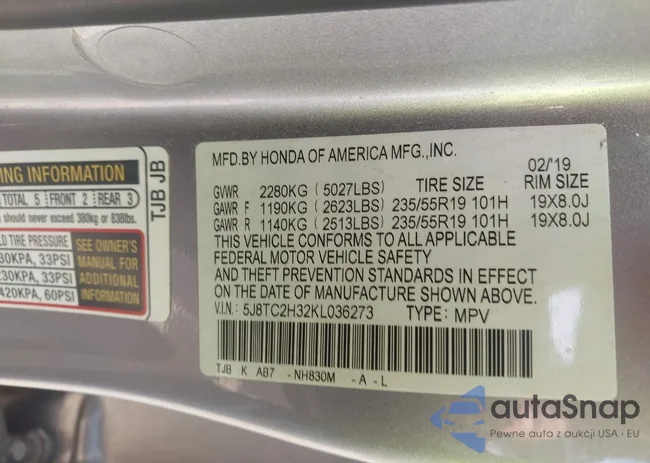 NG INFORMATION
TOTAL 5 FRONT 2 REAR 3
should never exceed 380kg or 838lbs.
D TIRE PRESSURE
30KPA, 33PSI
230KPA, 33PSI
420KPA, 60PSI
SEE OWNER'S
MANUAL FOR
ADDITIONAL
INFORMATION
TJB JB
MFD.BY HONDA OF AMERICA MFG.,INC.
02/'19
GVWR 2280KG (5027LBS) TIRE SIZE RIM SIZE
GAWR F 1190KG (2623LBS) 235/55R19 101H 19X8.0J
GAWR R 1140KG (2513LBS) 235/55R19 101H 19X8.0J
THIS VEHICLE CONFORMS TO ALL APPLICABLE
FEDERAL MOTOR VEHICLE SAFETY
AND THEFT PREVENTION STANDARDS IN EFFECT
ON THE DATE OF MANUFACTURE SHOWN ABOVE.
V.I.N.: 5J8TC2H32KL036273 TYPE: MPV
TJB K AB7 -NH830M -A-L
autaSnap
Pewne auta z aukcji USA i EU